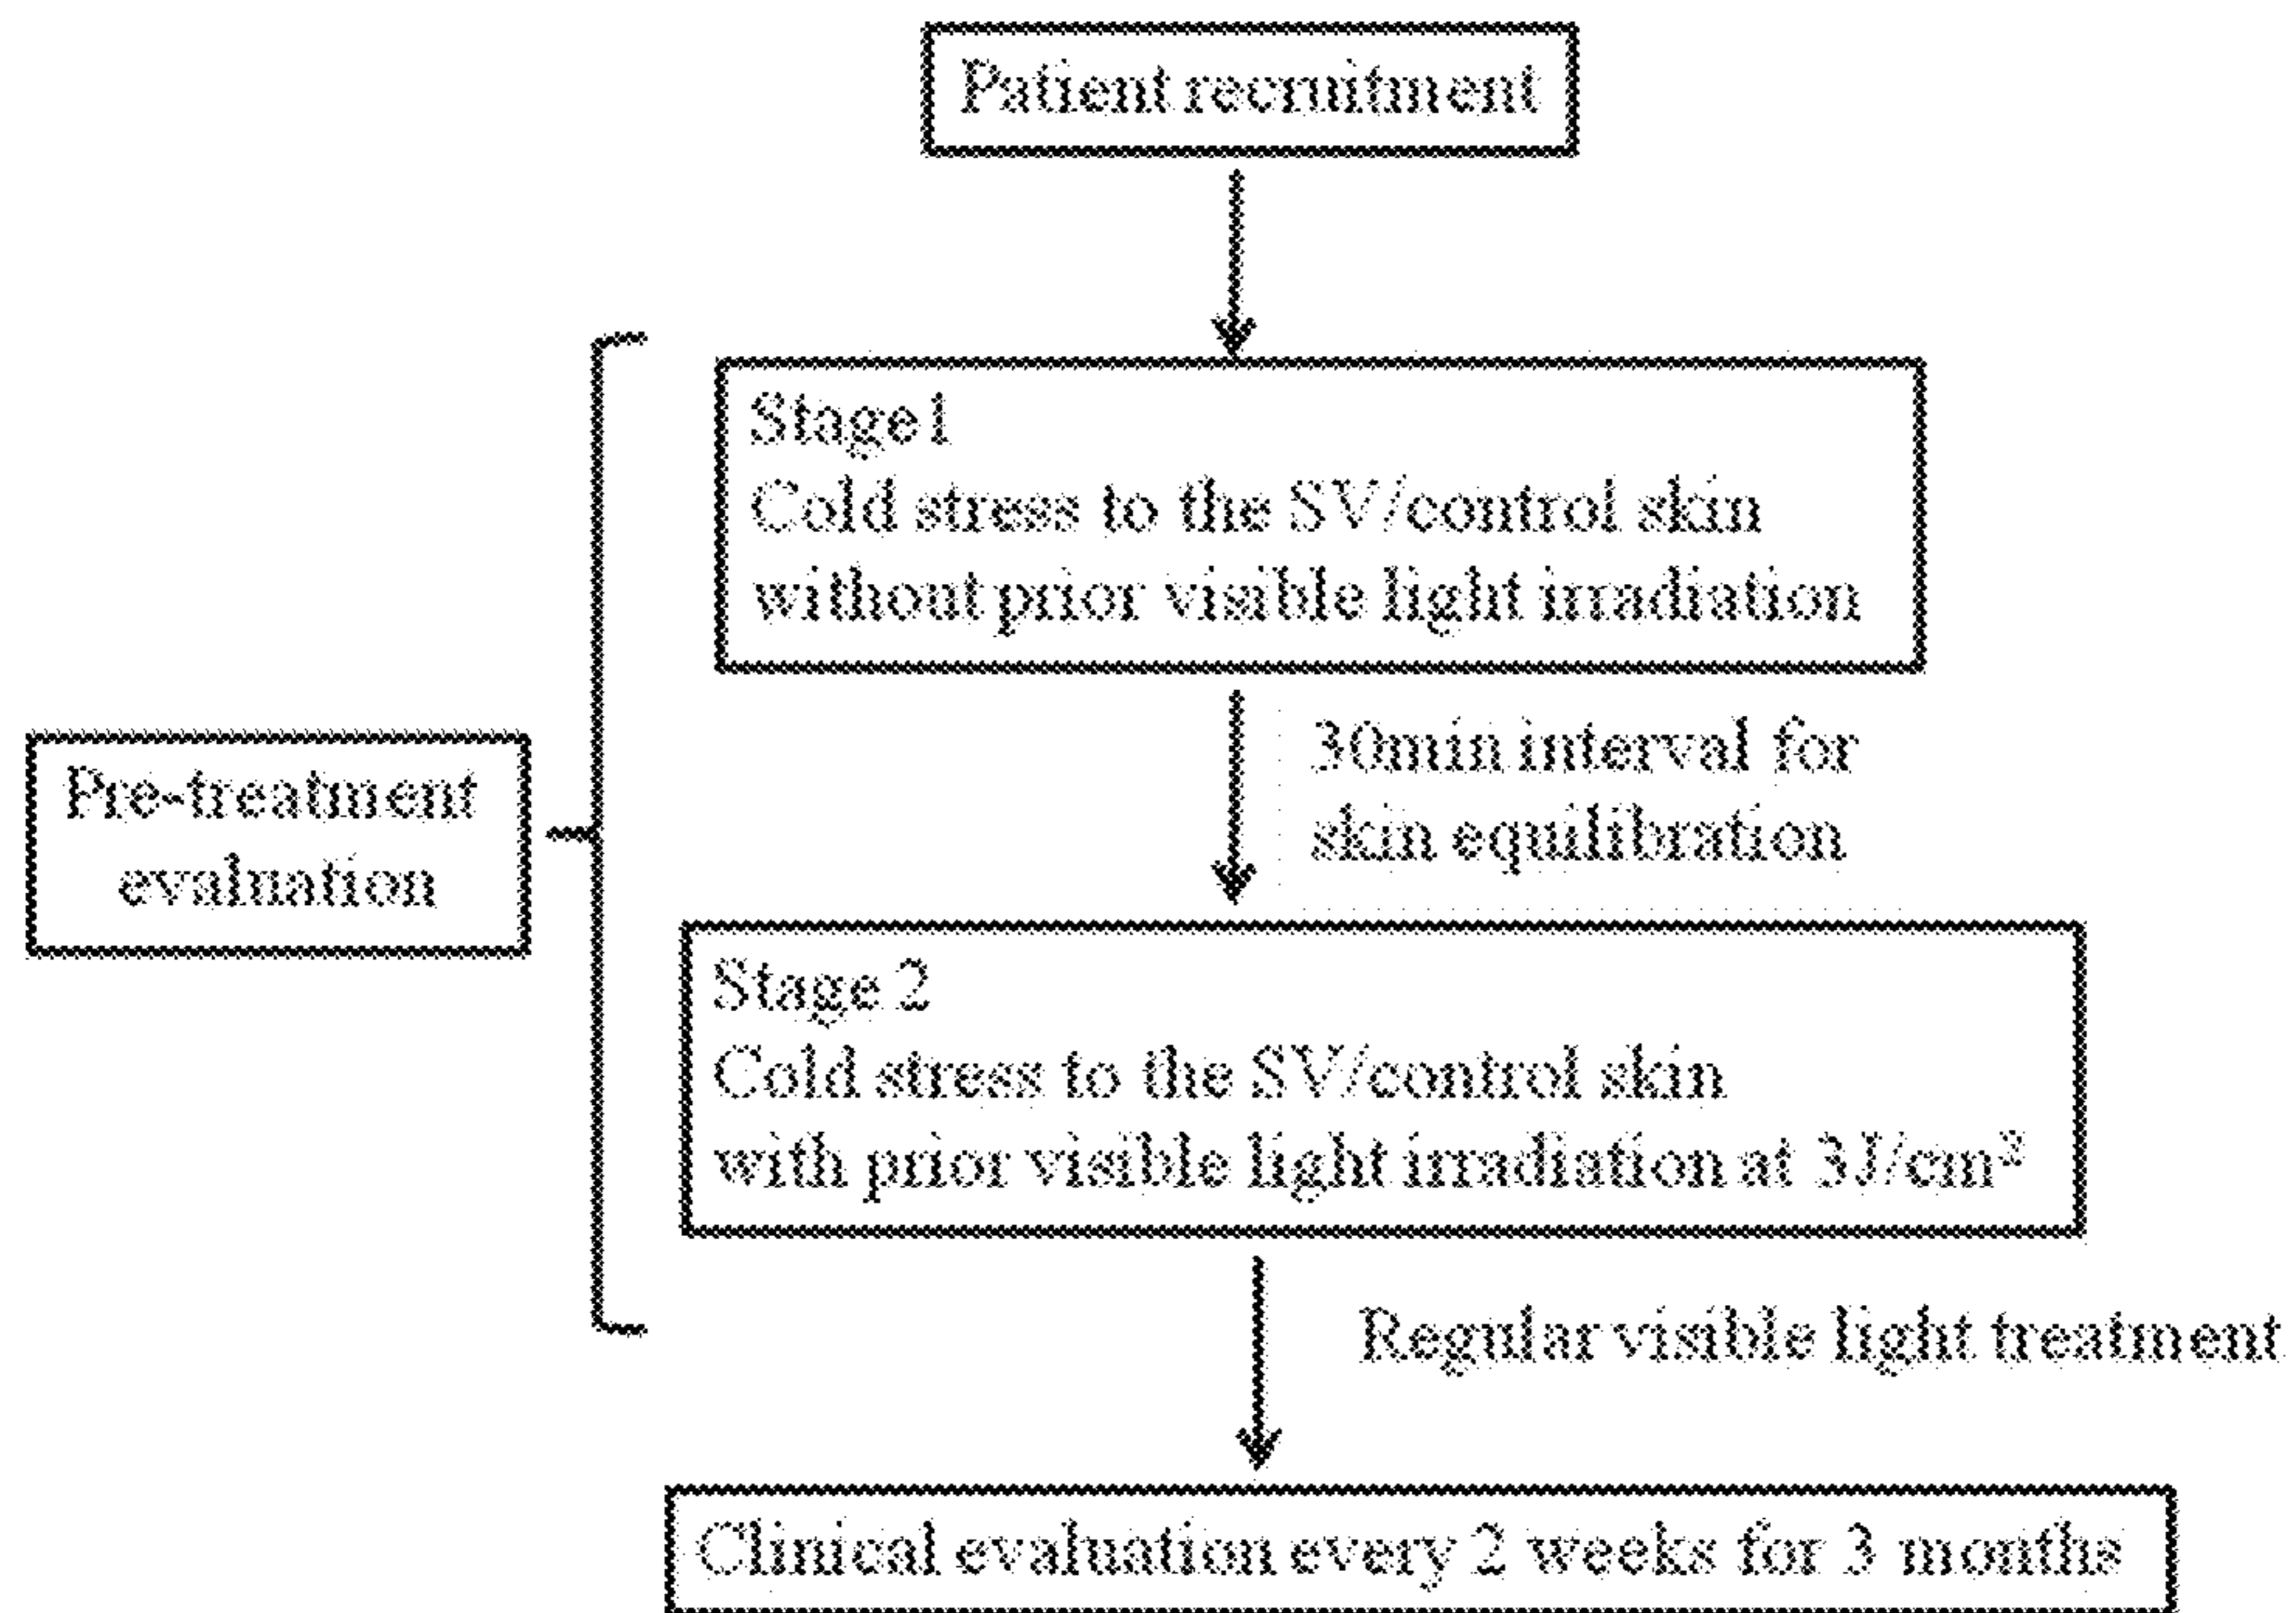 Patient recruitment
Stage 1
Cold stress to the SV/control skin
without prior visible light irradiation
30min interval for
skin equilibration
Pre-treatment
evaluation
Stage 2
Cold stress to the SV/control skin
with prior visible light irradiation at 3J/cm²
Regular visible light treatment
Clinical evaluation every 2 weeks for 3 months